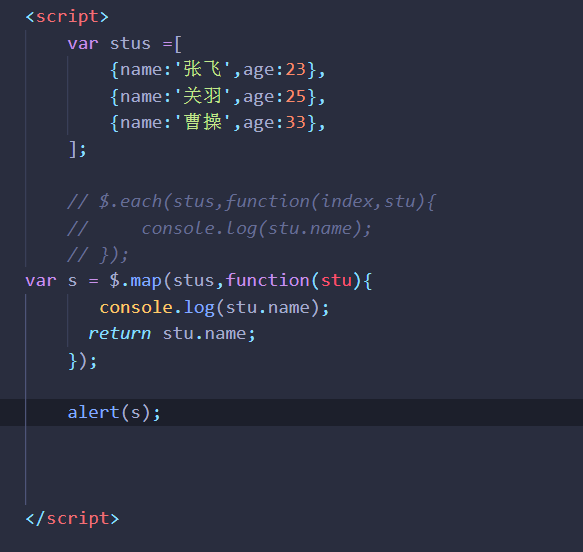 <script>
var stus =[
{name:'张飞',age:23},
{name:'关羽',age:25},
{name:'曹操',age:33},
];
// $.each(stus,function(index,stu){
//     console.log(stu.name);
// });
var s = $.map(stus,function(stu){
console.log(stu.name);
return stu.name;
});
alert(s);
</script>